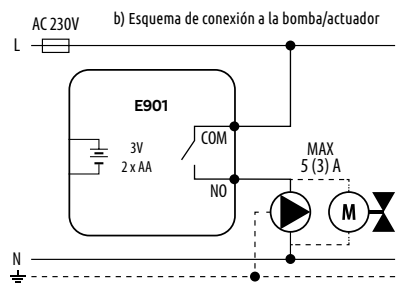 AC 230V
b) Esquema de conexión a la bomba/actuador
L
E901
COM
3V
2 x AA
MAX
5 (3) A
NO
M
N